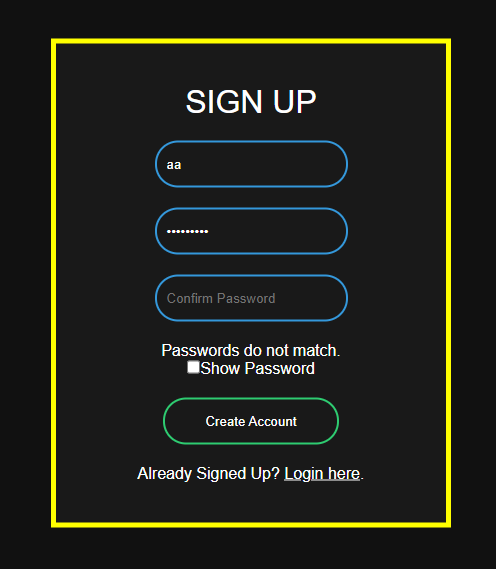 SIGN UP
aa
•••••••••
Confirm Password
Passwords do not match.
Show Password
Create Account
Already Signed Up? Login here.